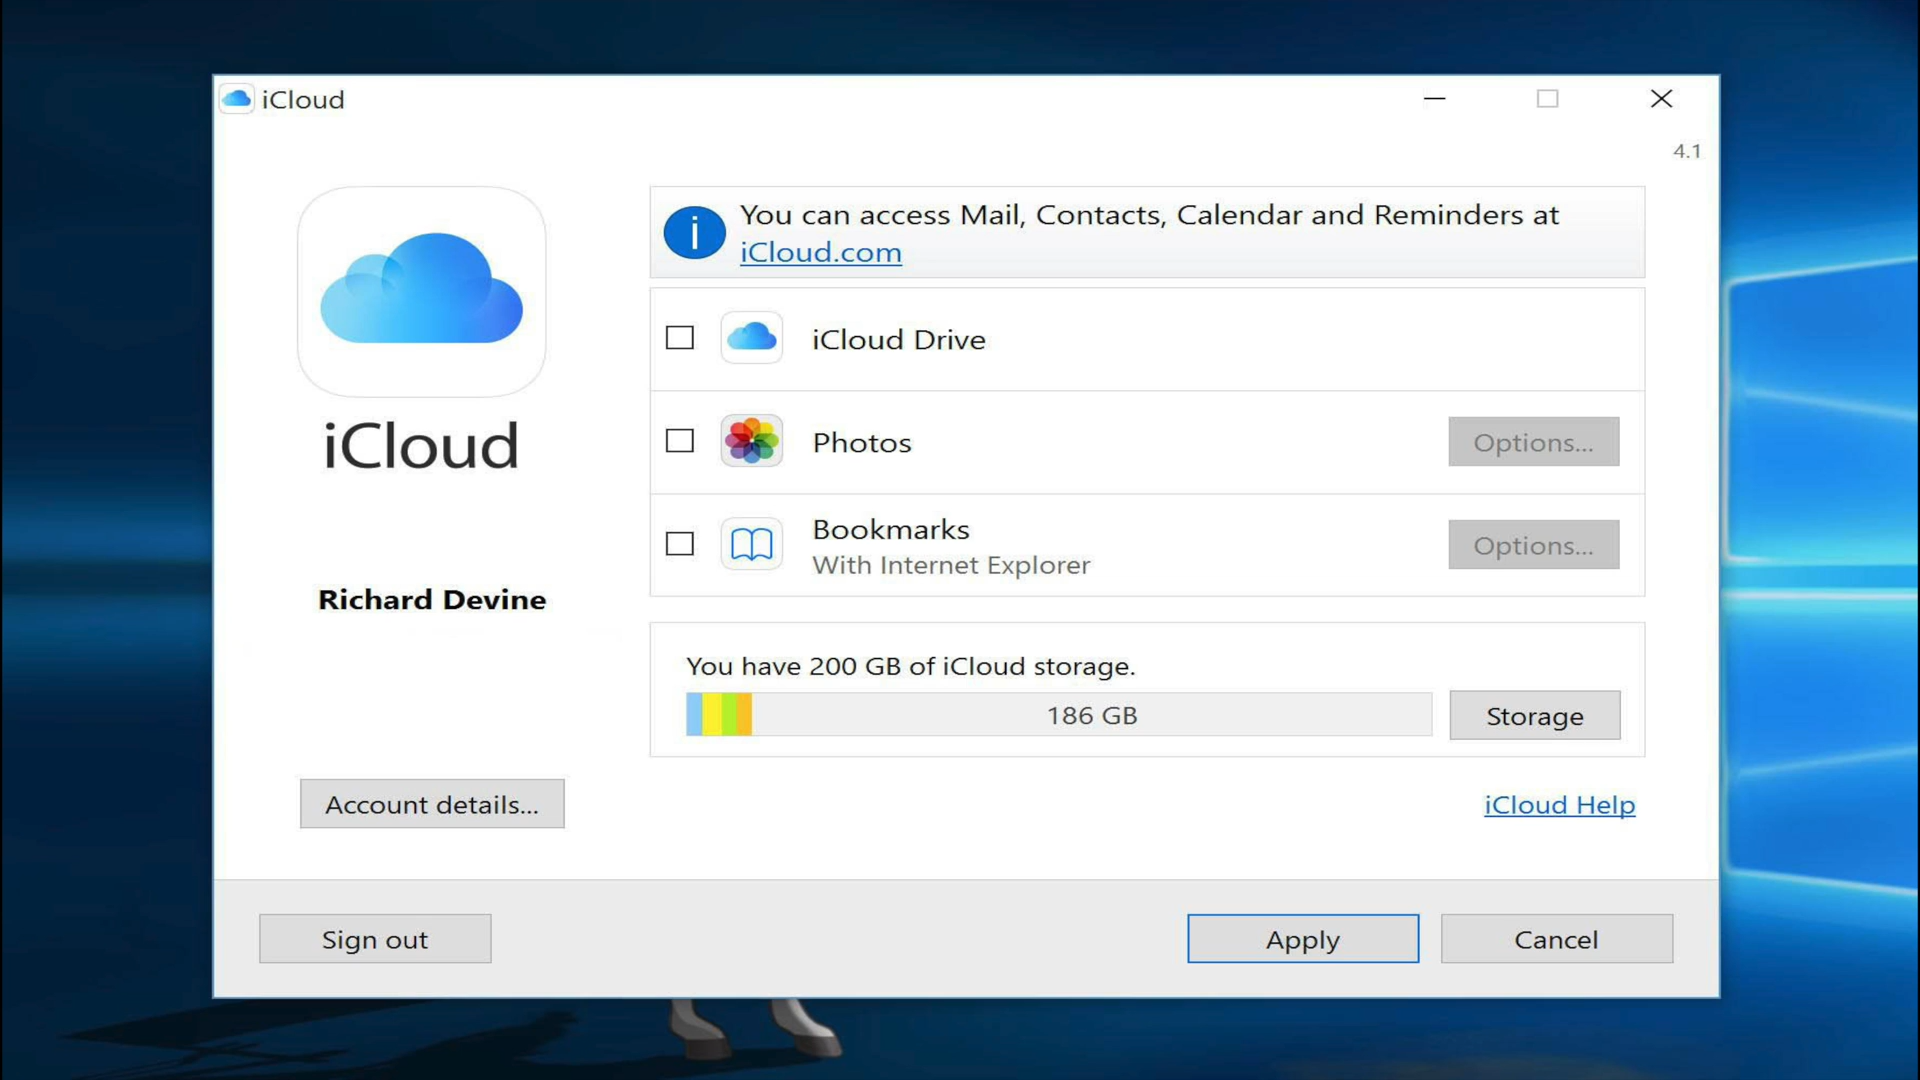 iCloud
4.1
You can access Mail, Contacts, Calendar and Reminders at
iCloud.com
iCloud
iCloud Drive
Photos
Options...
Bookmarks
With Internet Explorer
Options...
Richard Devine
You have 200 GB of iCloud storage.
186 GB
Storage
Account details...
iCloud Help
Sign out
Apply
Cancel